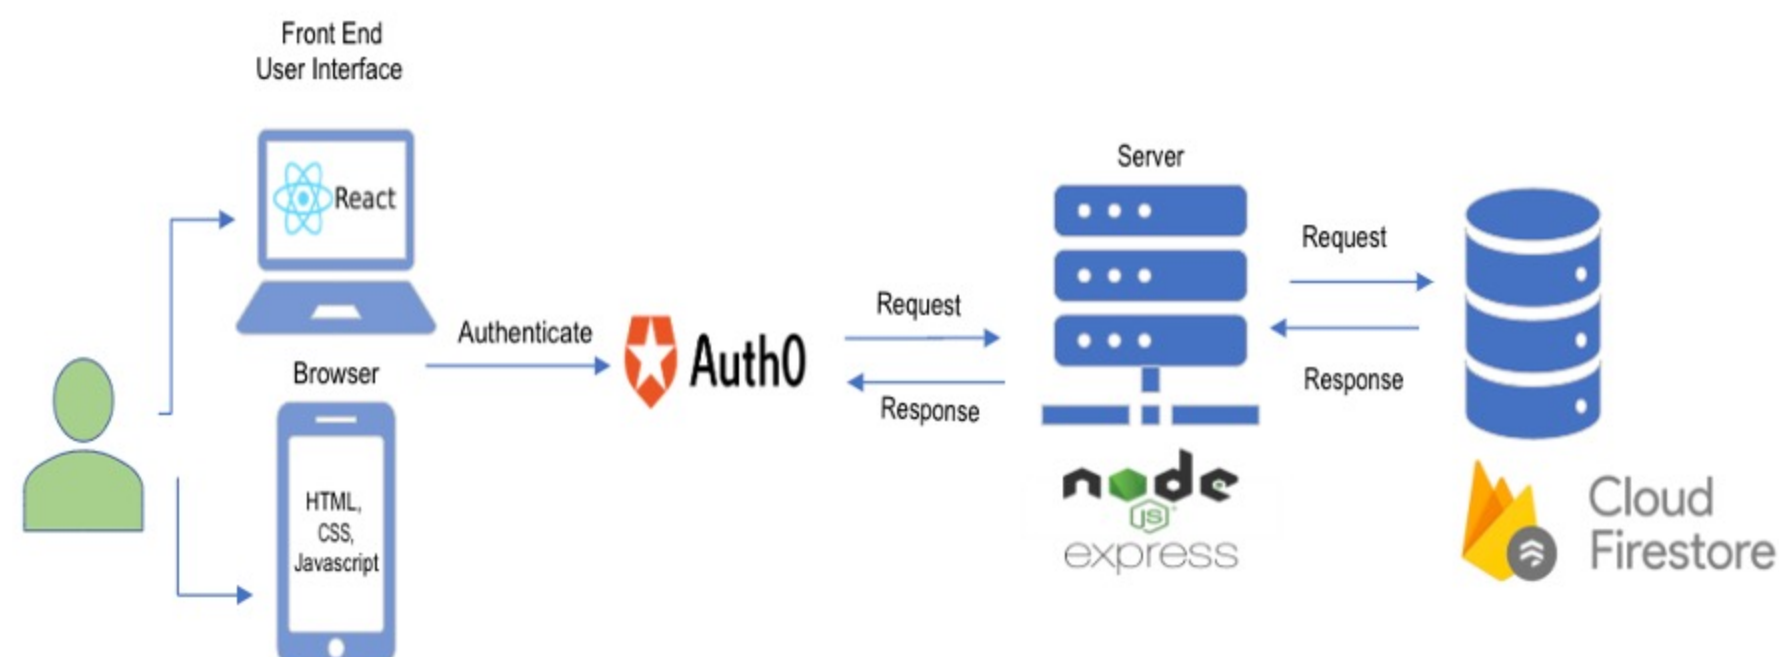 Front End
User Interface
React
Browser
HTML,
CSS,
Javascript
Authenticate
Auth0
Request
Response
Server
node
JS
express
Request
Response
Cloud
Firestore